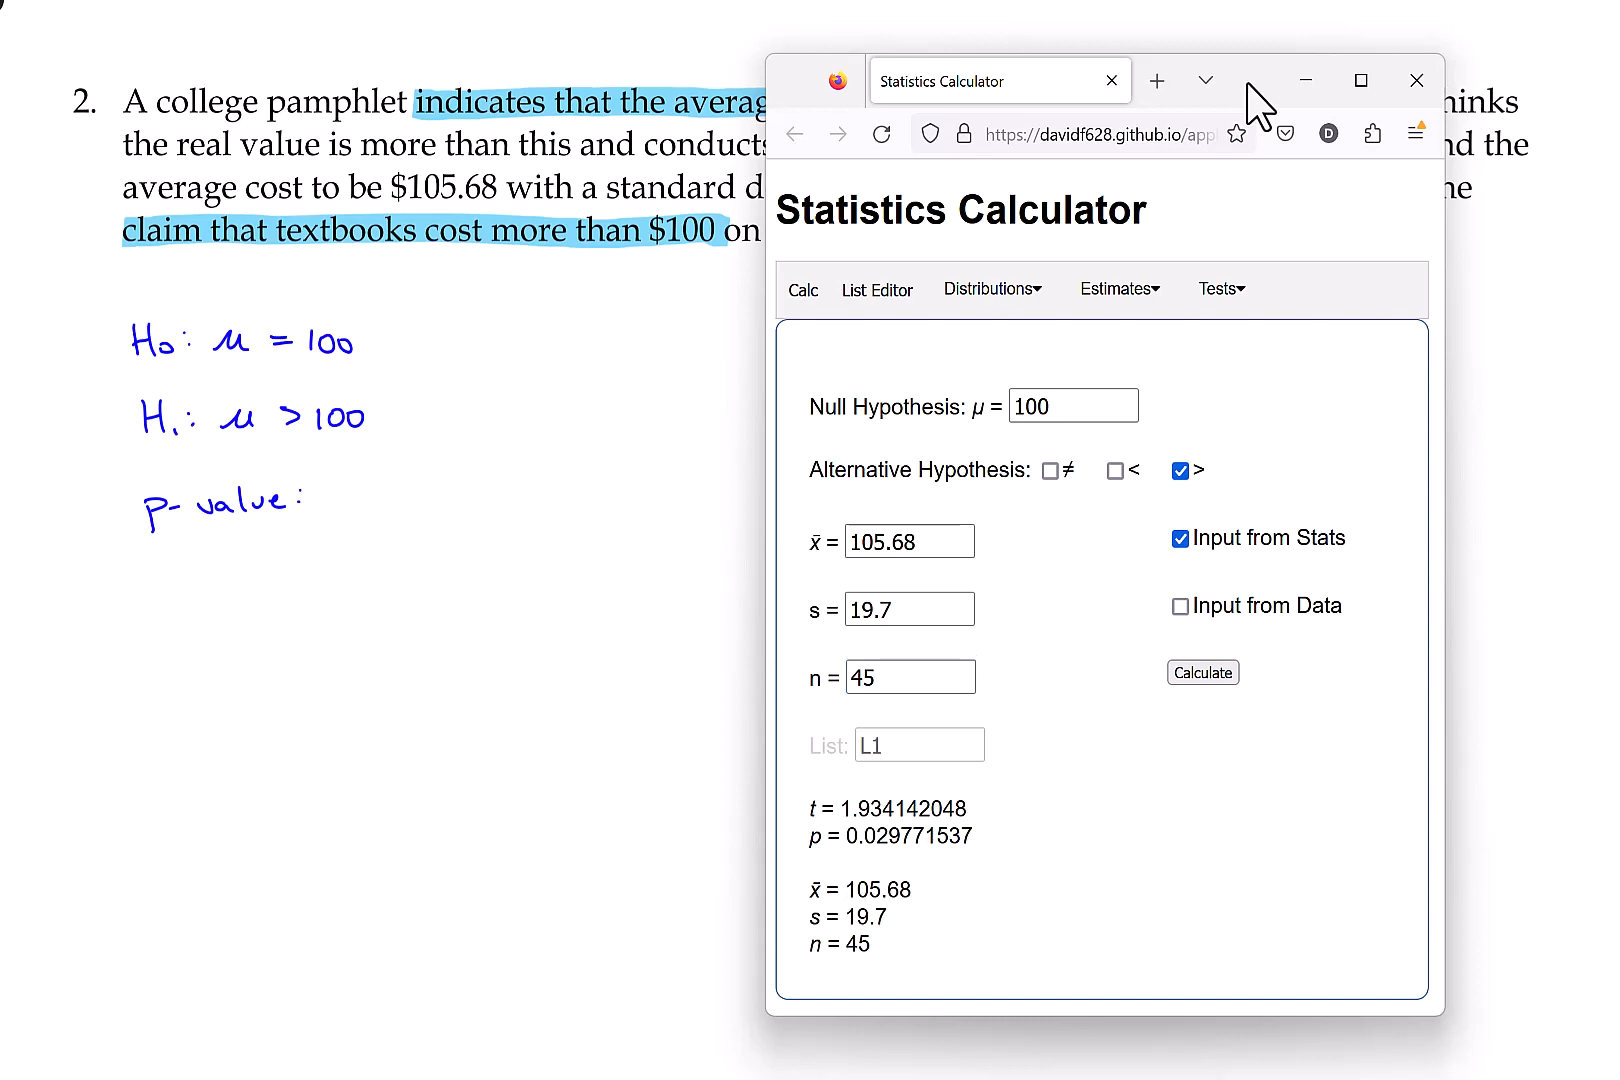 2. A college pamphlet indicates that the averag
the real value is more than this and conducts
average cost to be $105.68 with a standard d
claim that textbooks cost more than $100 on
hinks
nd the
H₀: μ = 100
H₁: μ > 100
p-value:
Statistics Calculator
https://davidf628.github.io/app
D
Statistics Calculator
Calc List Editor Distributions Estimates Tests
Null Hypothesis: μ = 100
Alternative Hypothesis: ≠ < >
x̄ = 105.68 Input from Stats
s = 19.7 Input from Data
n = 45 Calculate
List: L1
t = 1.934142048
p = 0.029771537
x̄ = 105.68
s = 19.7
n = 45